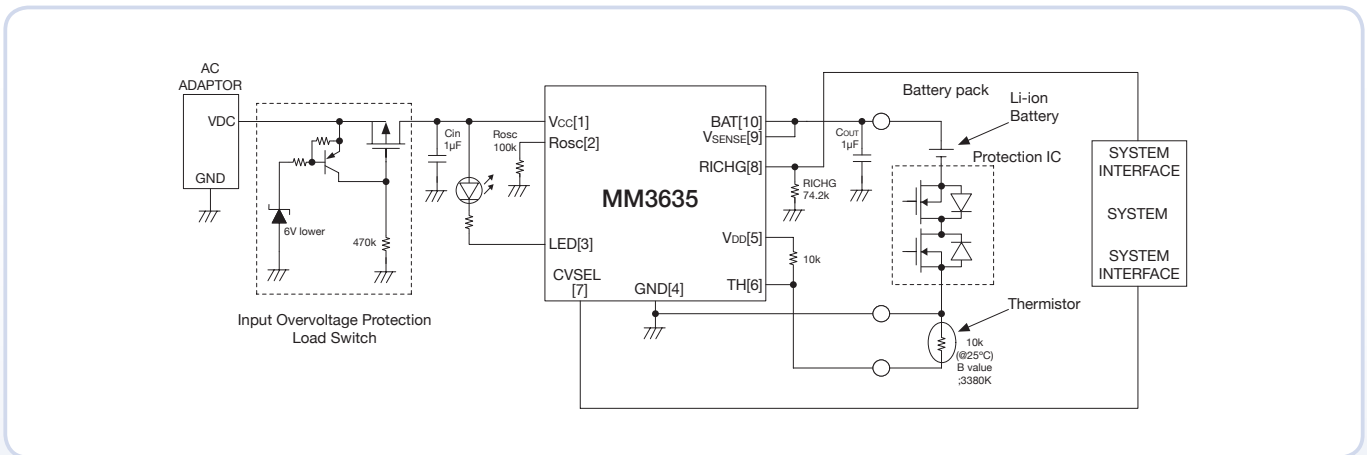 AC
ADAPTOR
VDC
GND
6V lower
470k
Input Overvoltage Protection
Load Switch
Cin
1µF
Rosc
100k
VCC[1]
Rosc[2]
LED[3]
CVSEL
[7]
GND[4]
MM3635
BAT[10]
VSENSE[9]
RICHG[8]
VDD[5]
TH[6]
COUT
1µF
RICHG
74.2k
10k
Battery pack
Li-ion
Battery
Protection IC
Thermistor
10k
(@25°C)
B value
;3380K
SYSTEM
INTERFACE
SYSTEM
SYSTEM
INTERFACE